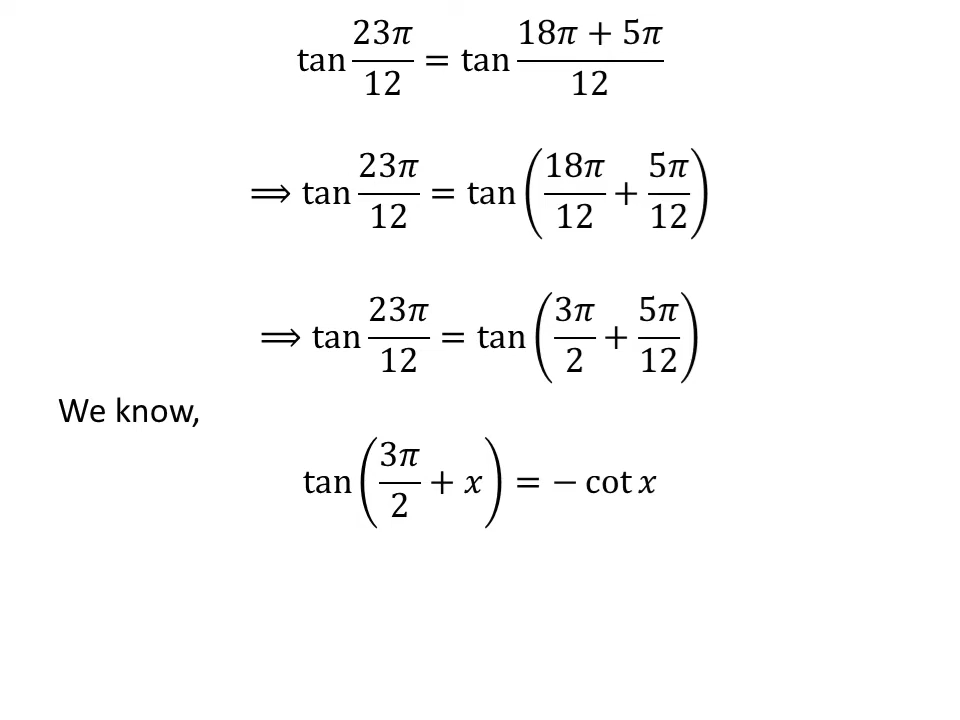 tan 23𝜋/12 = tan (18𝜋 + 5𝜋)/12
⟹ tan 23𝜋/12 = tan (18𝜋/12 + 5𝜋/12)
⟹ tan 23𝜋/12 = tan (3𝜋/2 + 5𝜋/12)
We know,
tan (3𝜋/2 + 𝑥) = − cot 𝑥